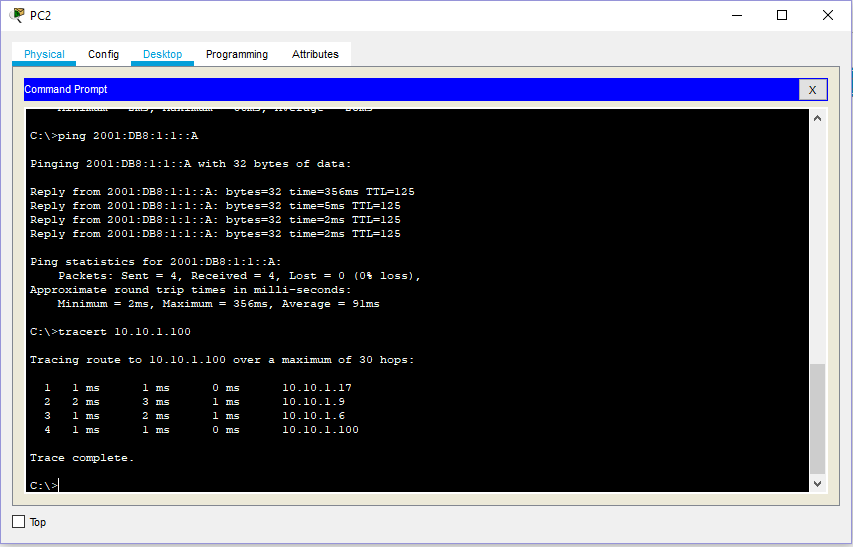 PC2
Physical Config Desktop Programming Attributes
Command Prompt
X
C:\>ping 2001:DB8:1:1::A
Pinging 2001:DB8:1:1::A with 32 bytes of data:
Reply from 2001:DB8:1:1::A: bytes=32 time=356ms TTL=125
Reply from 2001:DB8:1:1::A: bytes=32 time=5ms TTL=125
Reply from 2001:DB8:1:1::A: bytes=32 time=2ms TTL=125
Reply from 2001:DB8:1:1::A: bytes=32 time=2ms TTL=125
Ping statistics for 2001:DB8:1:1::A:
Packets: Sent = 4, Received = 4, Lost = 0 (0% loss),
Approximate round trip times in milli-seconds:
Minimum = 2ms, Maximum = 356ms, Average = 91ms
C:\>tracert 10.10.1.100
Tracing route to 10.10.1.100 over a maximum of 30 hops:
1 1 ms 1 ms 0 ms 10.10.1.17
2 2 ms 3 ms 1 ms 10.10.1.9
3 1 ms 2 ms 1 ms 10.10.1.6
4 1 ms 1 ms 0 ms 10.10.1.100
Trace complete.
C:\>
Top